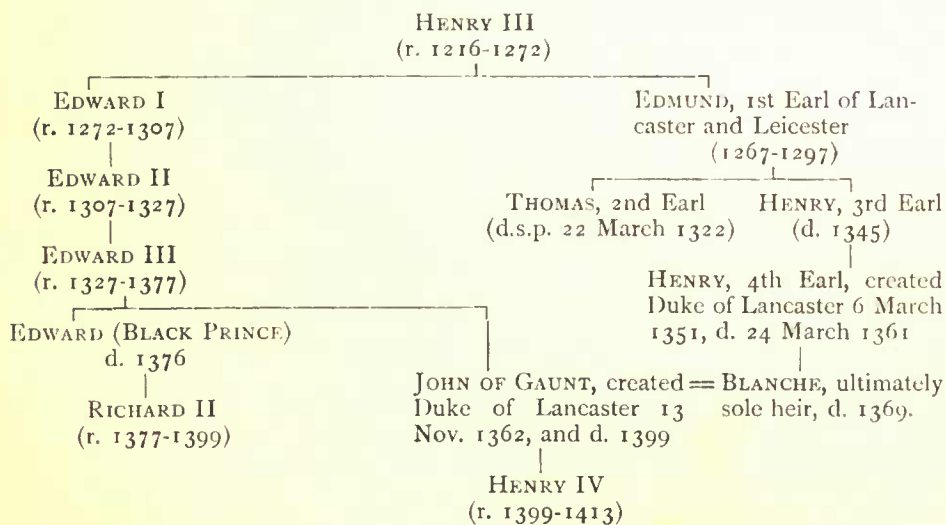 HENRY III
(r. 1216-1272)
EDWARD I
(r. 1272-1307)
EDMUND, 1st Earl of Lan-
caster and Leicester
(1267-1297)
EDWARD II
(r. 1307-1327)
THOMAS, 2nd Earl
(d.s.p. 22 March 1322)
HENRY, 3rd Earl
(d. 1345)
EDWARD III
(r. 1327-1377)
HENRY, 4th Earl, created
Duke of Lancaster 6 March
1351, d. 24 March 1361
EDWARD (BLACK PRINCE)
d. 1376
RICHARD II
(r. 1377-1399)
JOHN OF GAUNT, created = BLANCHE, ultimately
Duke of Lancaster 13 sole heir, d. 1369.
Nov. 1362, and d. 1399
HENRY IV
(r. 1399-1413)